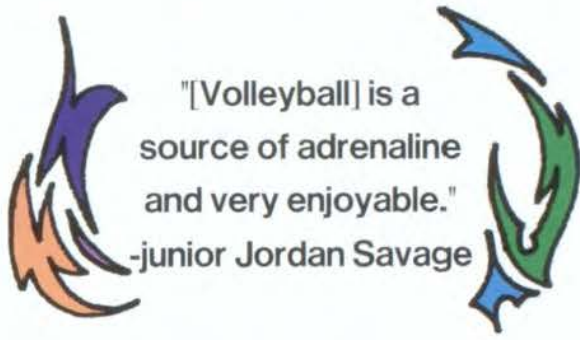 "[Volleyball] is a
source of adrenaline
and very enjoyable."
-junior Jordan Savage